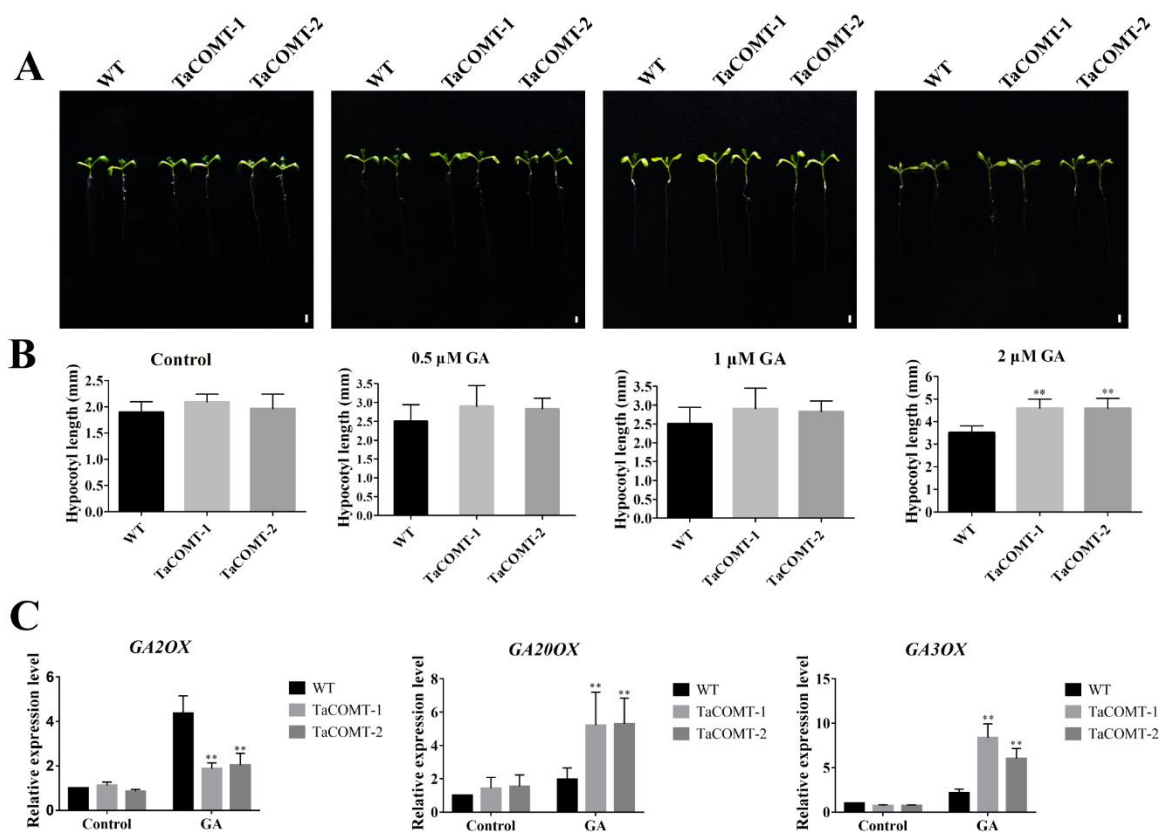 A
WT TaCOMT-1 TaCOMT-2
WT TaCOMT-1 TaCOMT-2
WT TaCOMT-1 TaCOMT-2
WT TaCOMT-1 TaCOMT-2
B
Control
Hypocotyl length (mm)
2.5
2.0
1.5
1.0
0.5
0.0
WT TaCOMT-1 TaCOMT-2
0.5 µM GA
Hypocotyl length (mm)
3.5
3.0
2.5
2.0
1.5
1.0
0.5
0.0
WT TaCOMT-1 TaCOMT-2
1 µM GA
Hypocotyl length (mm)
3.5
3.0
2.5
2.0
1.5
1.0
0.5
0.0
WT TaCOMT-1 TaCOMT-2
2 µM GA
Hypocotyl length (mm)
6
5
4
3
2
1
0
** **
WT TaCOMT-1 TaCOMT-2
C
GA2OX
Relative expression level
6
4
2
0
** **
Control GA
WT
TaCOMT-1
TaCOMT-2
GA20OX
Relative expression level
8
6
4
2
0
** **
Control GA
WT
TaCOMT-1
TaCOMT-2
GA3OX
Relative expression level
15
10
5
0
**
**
Control GA
WT
TaCOMT-1
TaCOMT-2